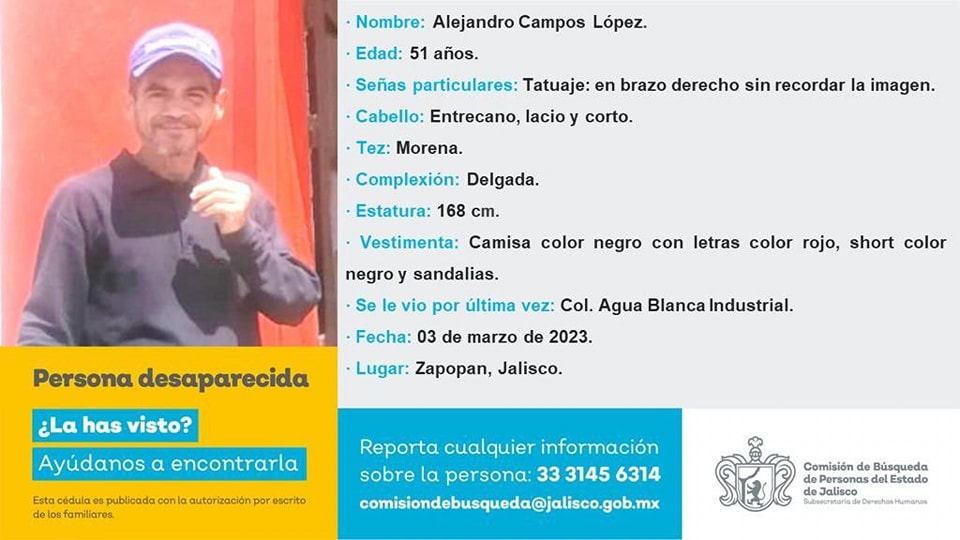 · Nombre: Alejandro Campos López.
· Edad: 51 años.
· Señas particulares: Tatuaje: en brazo derecho sin recordar la imagen.
· Cabello: Entrecano, lacio y corto.
· Tez: Morena.
· Complexión: Delgada.
· Estatura: 168 cm.
· Vestimenta: Camisa color negro con letras color rojo, short color
negro y sandalias.
· Se le vio por última vez: Col. Agua Blanca Industrial.
· Fecha: 03 de marzo de 2023.
· Lugar: Zapopan, Jalisco.
Persona desaparecida
¿La has visto?
Ayúdanos a encontrarla
Esta cédula es publicada con la autorización por escrito
de los familiares.
Reporta cualquier información
sobre la persona: 33 3145 6314
comisiondebusqueda@jalisco.gob.mx
Comisión de Búsqueda
de Personas del Estado
de Jalisco
Subsecretaría de Derechos Humanos